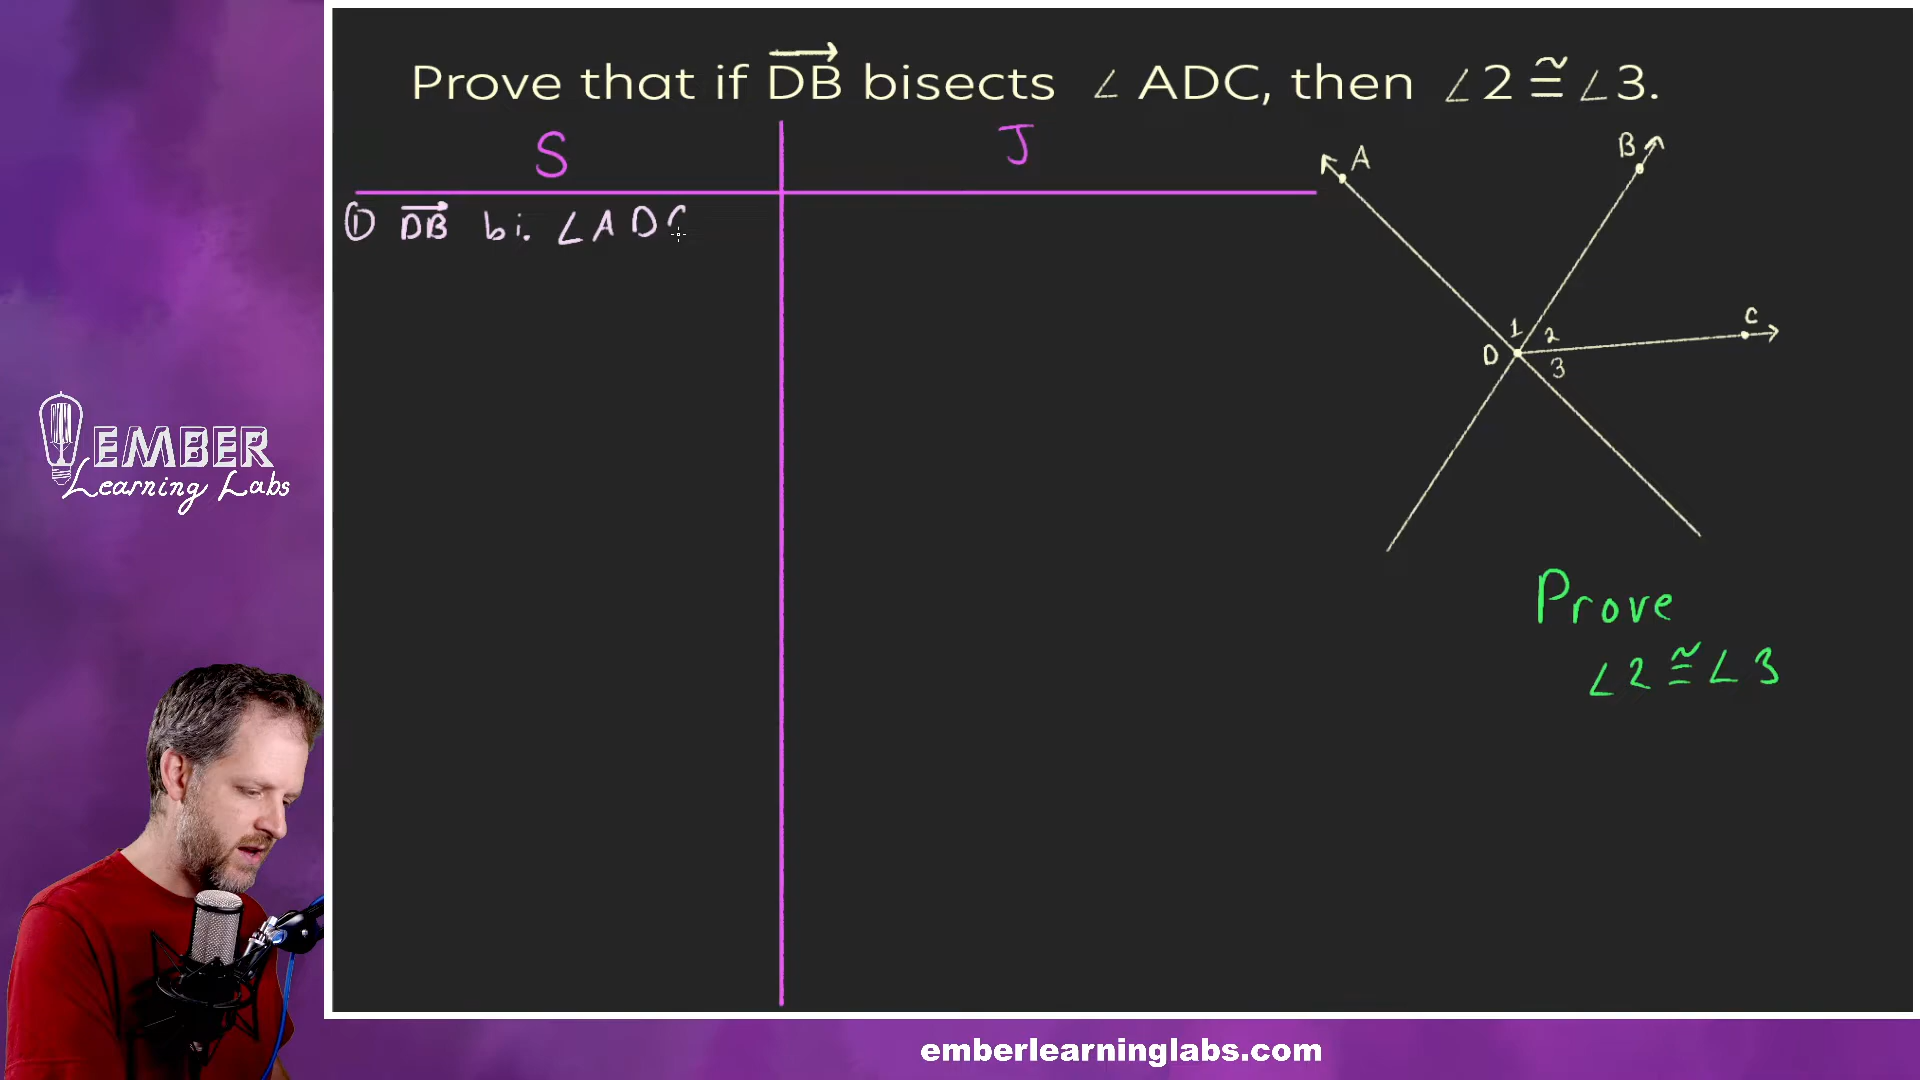 Prove that if DB bisects ∠ADC, then ∠2 ≅ ∠3.
S
J
① DB bi. ∠ADC
A
B
C
1
2
D
3
Prove
∠2 ≅ ∠3
EMBER
Learning Labs
emberlearninglabs.com